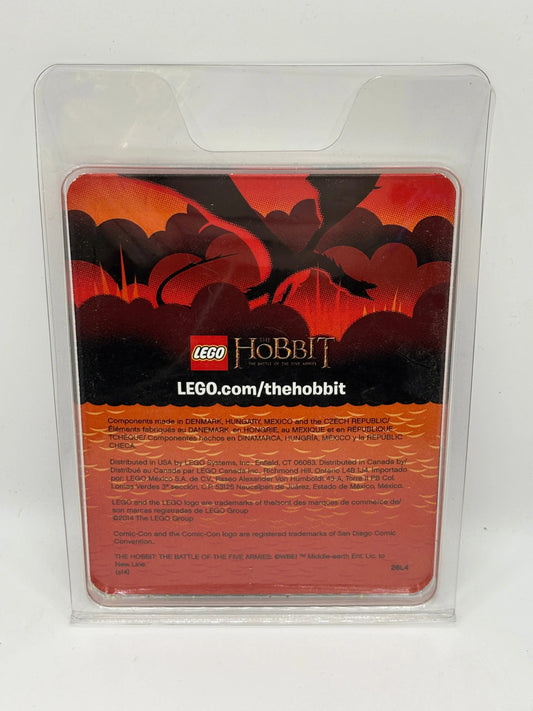 LEGO THE HOBBIT
THE BATTLE OF THE FIVE ARMIES
LEGO.com/thehobbit
Components made in DENMARK, HUNGARY, MEXICO and the CZECH REPUBLIC/
Éléments fabriqués au DANEMARK, en HONGRIE, au MEXIQUE et en RÉPUBLIQUE
TCHÈQUE/Componentes hechos en DINAMARCA, HUNGRÍA, MÉXICO y la REPÚBLIC
CHECA.
Distributed in USA by LEGO Systems, Inc., Enfield, CT 06083. Distributed in Canada by/
Distribué au Canada par LEGO Canada Inc. Richmond Hill, Ontario L4B 1J4. Importado
por: LEGO México S.A. de C.V. Paseo Alexander Von Humboldt 43 A, Torre II PB Col.
Lomas Verdes 3ª sección, C.P. 53125 Naucalpan de Juárez, Estado de México, México.
LEGO and the LEGO logo are trademarks of the/sont des marques de commerce de/
son marcas registradas de LEGO Group
©2014 The LEGO Group
Comic-Con and the Comic-Con logo are registered trademarks of San Diego Comic
Convention.
THE HOBBIT: THE BATTLE OF THE FIVE ARMIES: ©WBEI ™ Middle-earth Ent. Lic. to
New Line
(s14)
26L4